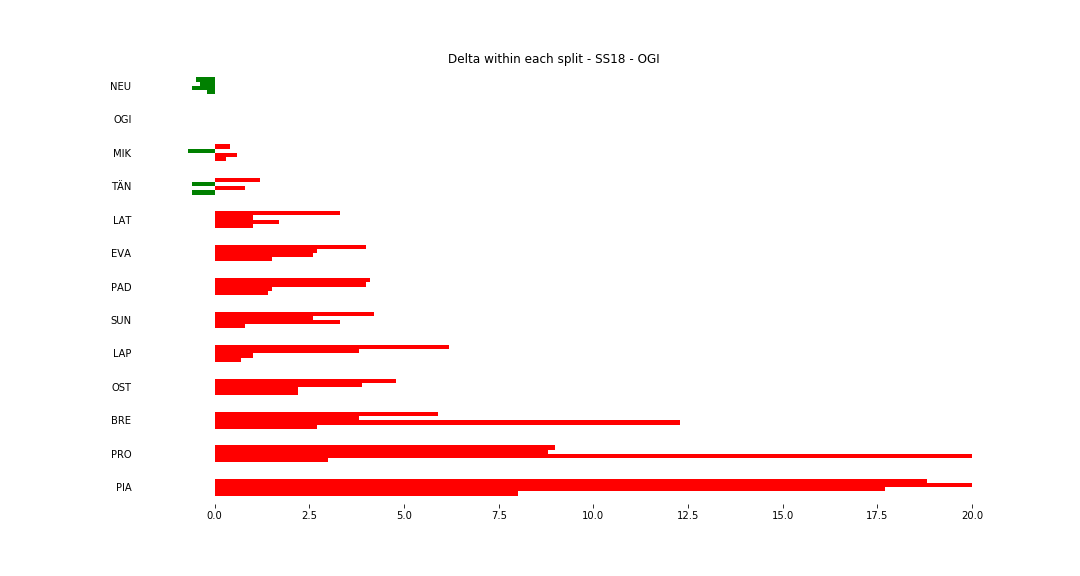 Delta within each split - SS18 - OGI
NEU
OGI
MIK
TÄN
LAT
EVA
PAD
SUN
LAP
OST
BRE
PRO
PIA
0.0 2.5 5.0 7.5 10.0 12.5 15.0 17.5 20.0